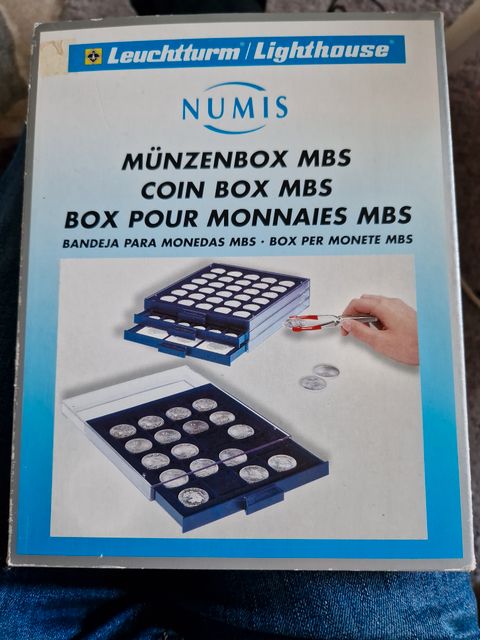 Leuchtturm / Lighthouse
NUMIS
MÜNZENBOX MBS
COIN BOX MBS
BOX POUR MONNAIES MBS
BANDEJA PARA MONEDAS MBS · BOX PER MONETE MBS